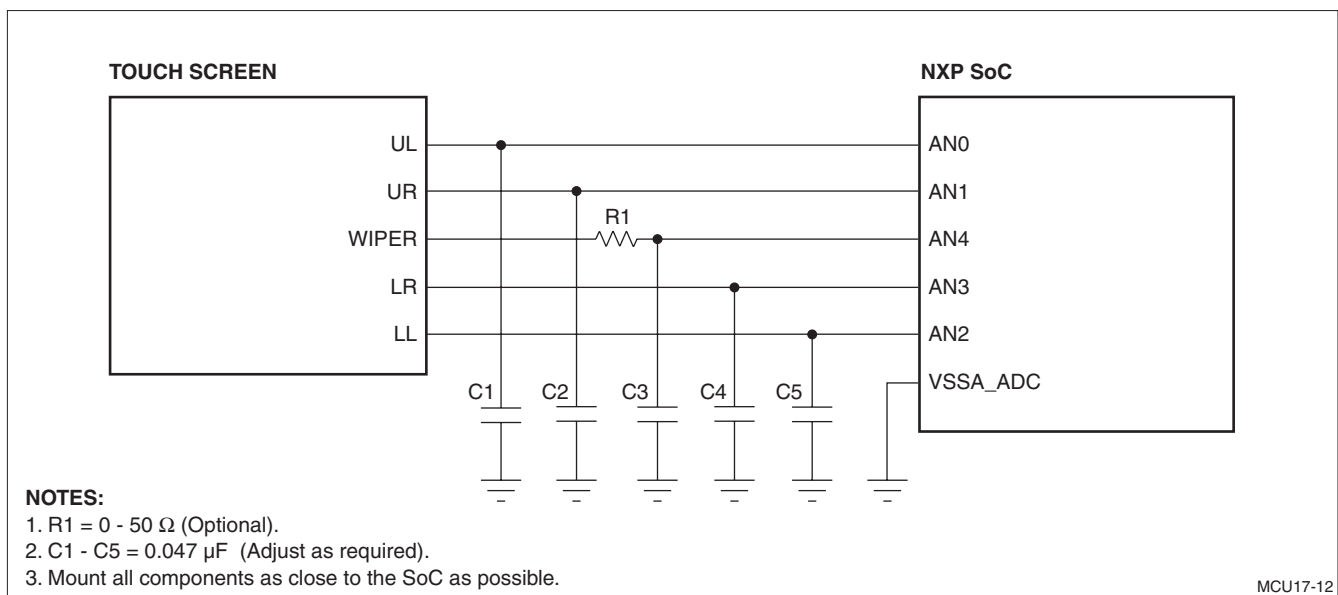 TOUCH SCREEN
NXP SoC
UL
AN0
UR
AN1
R1
WIPER
AN4
LR
AN3
LL
AN2
C1
C2
C3
C4
C5
VSSA_ADC
NOTES:
1. R1 = 0 - 50 Ω (Optional).
2. C1 - C5 = 0.047 µF (Adjust as required).
3. Mount all components as close to the SoC as possible.
MCU17-12